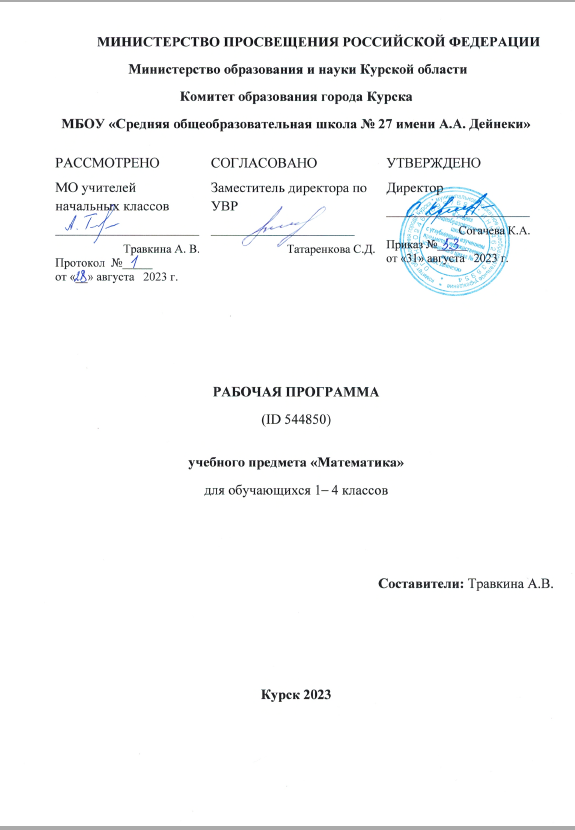 МИНИСТЕРСТВО ПРОСВЕЩЕНИЯ РОССИЙСКОЙ ФЕДЕРАЦИИ
Министерство образования и науки Курской области
Комитет образования города Курска
МБОУ «Средняя общеобразовательная школа № 27 имени А.А. Дейнеки»
РАССМОТРЕНО
МО учителей
начальных классов
Травкина А. В.
Протокол №1
от «28» августа 2023 г.
СОГЛАСОВАНО
Заместитель директора по
УВР
Татаренкова С.Д.
УТВЕРЖДЕНО
Директор
Согачева К.А.
Приказ №
от «31» августа 2023 г.
РАБОЧАЯ ПРОГРАММА
(ID 544850)
учебного предмета «Математика»
для обучающихся 1– 4 классов
Составители: Травкина А.В.
Курск 2023